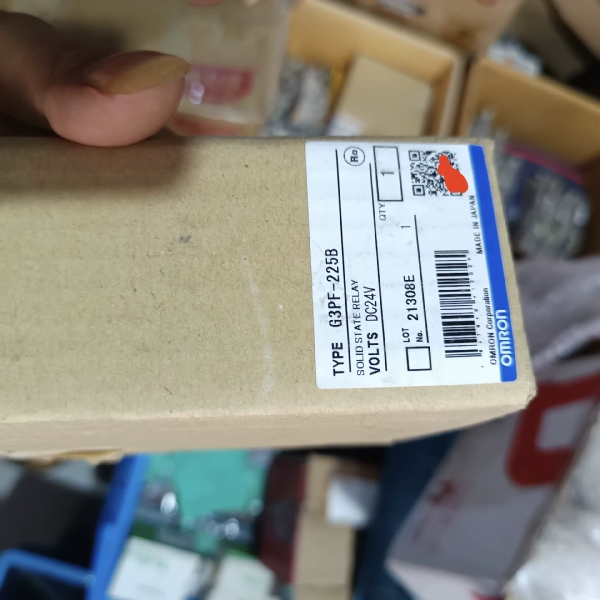 TYPE G3PF-225B
SOLID STATE RELAY
VOLTS DC24V
QTY. 1
Ro
LOT No. 21308E 1
MADE IN JAPAN
OMRON Corporation
OMRON